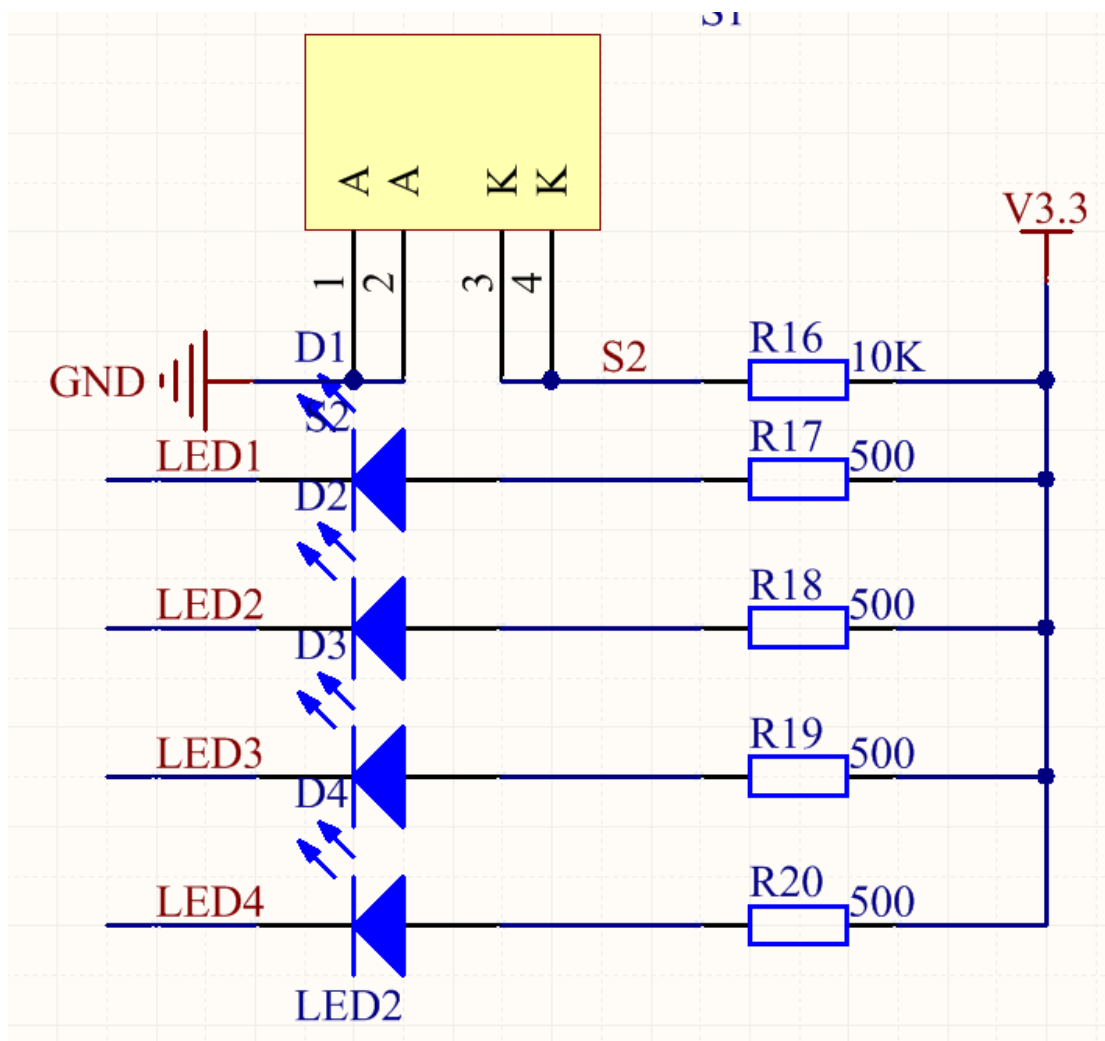 S1
A A K K
1 2 3 4
V3.3
D1
GND
S2
R16 10K
S2
LED1
R17 500
D2
LED2
R18 500
D3
LED3
R19 500
D4
LED4
R20 500
LED2